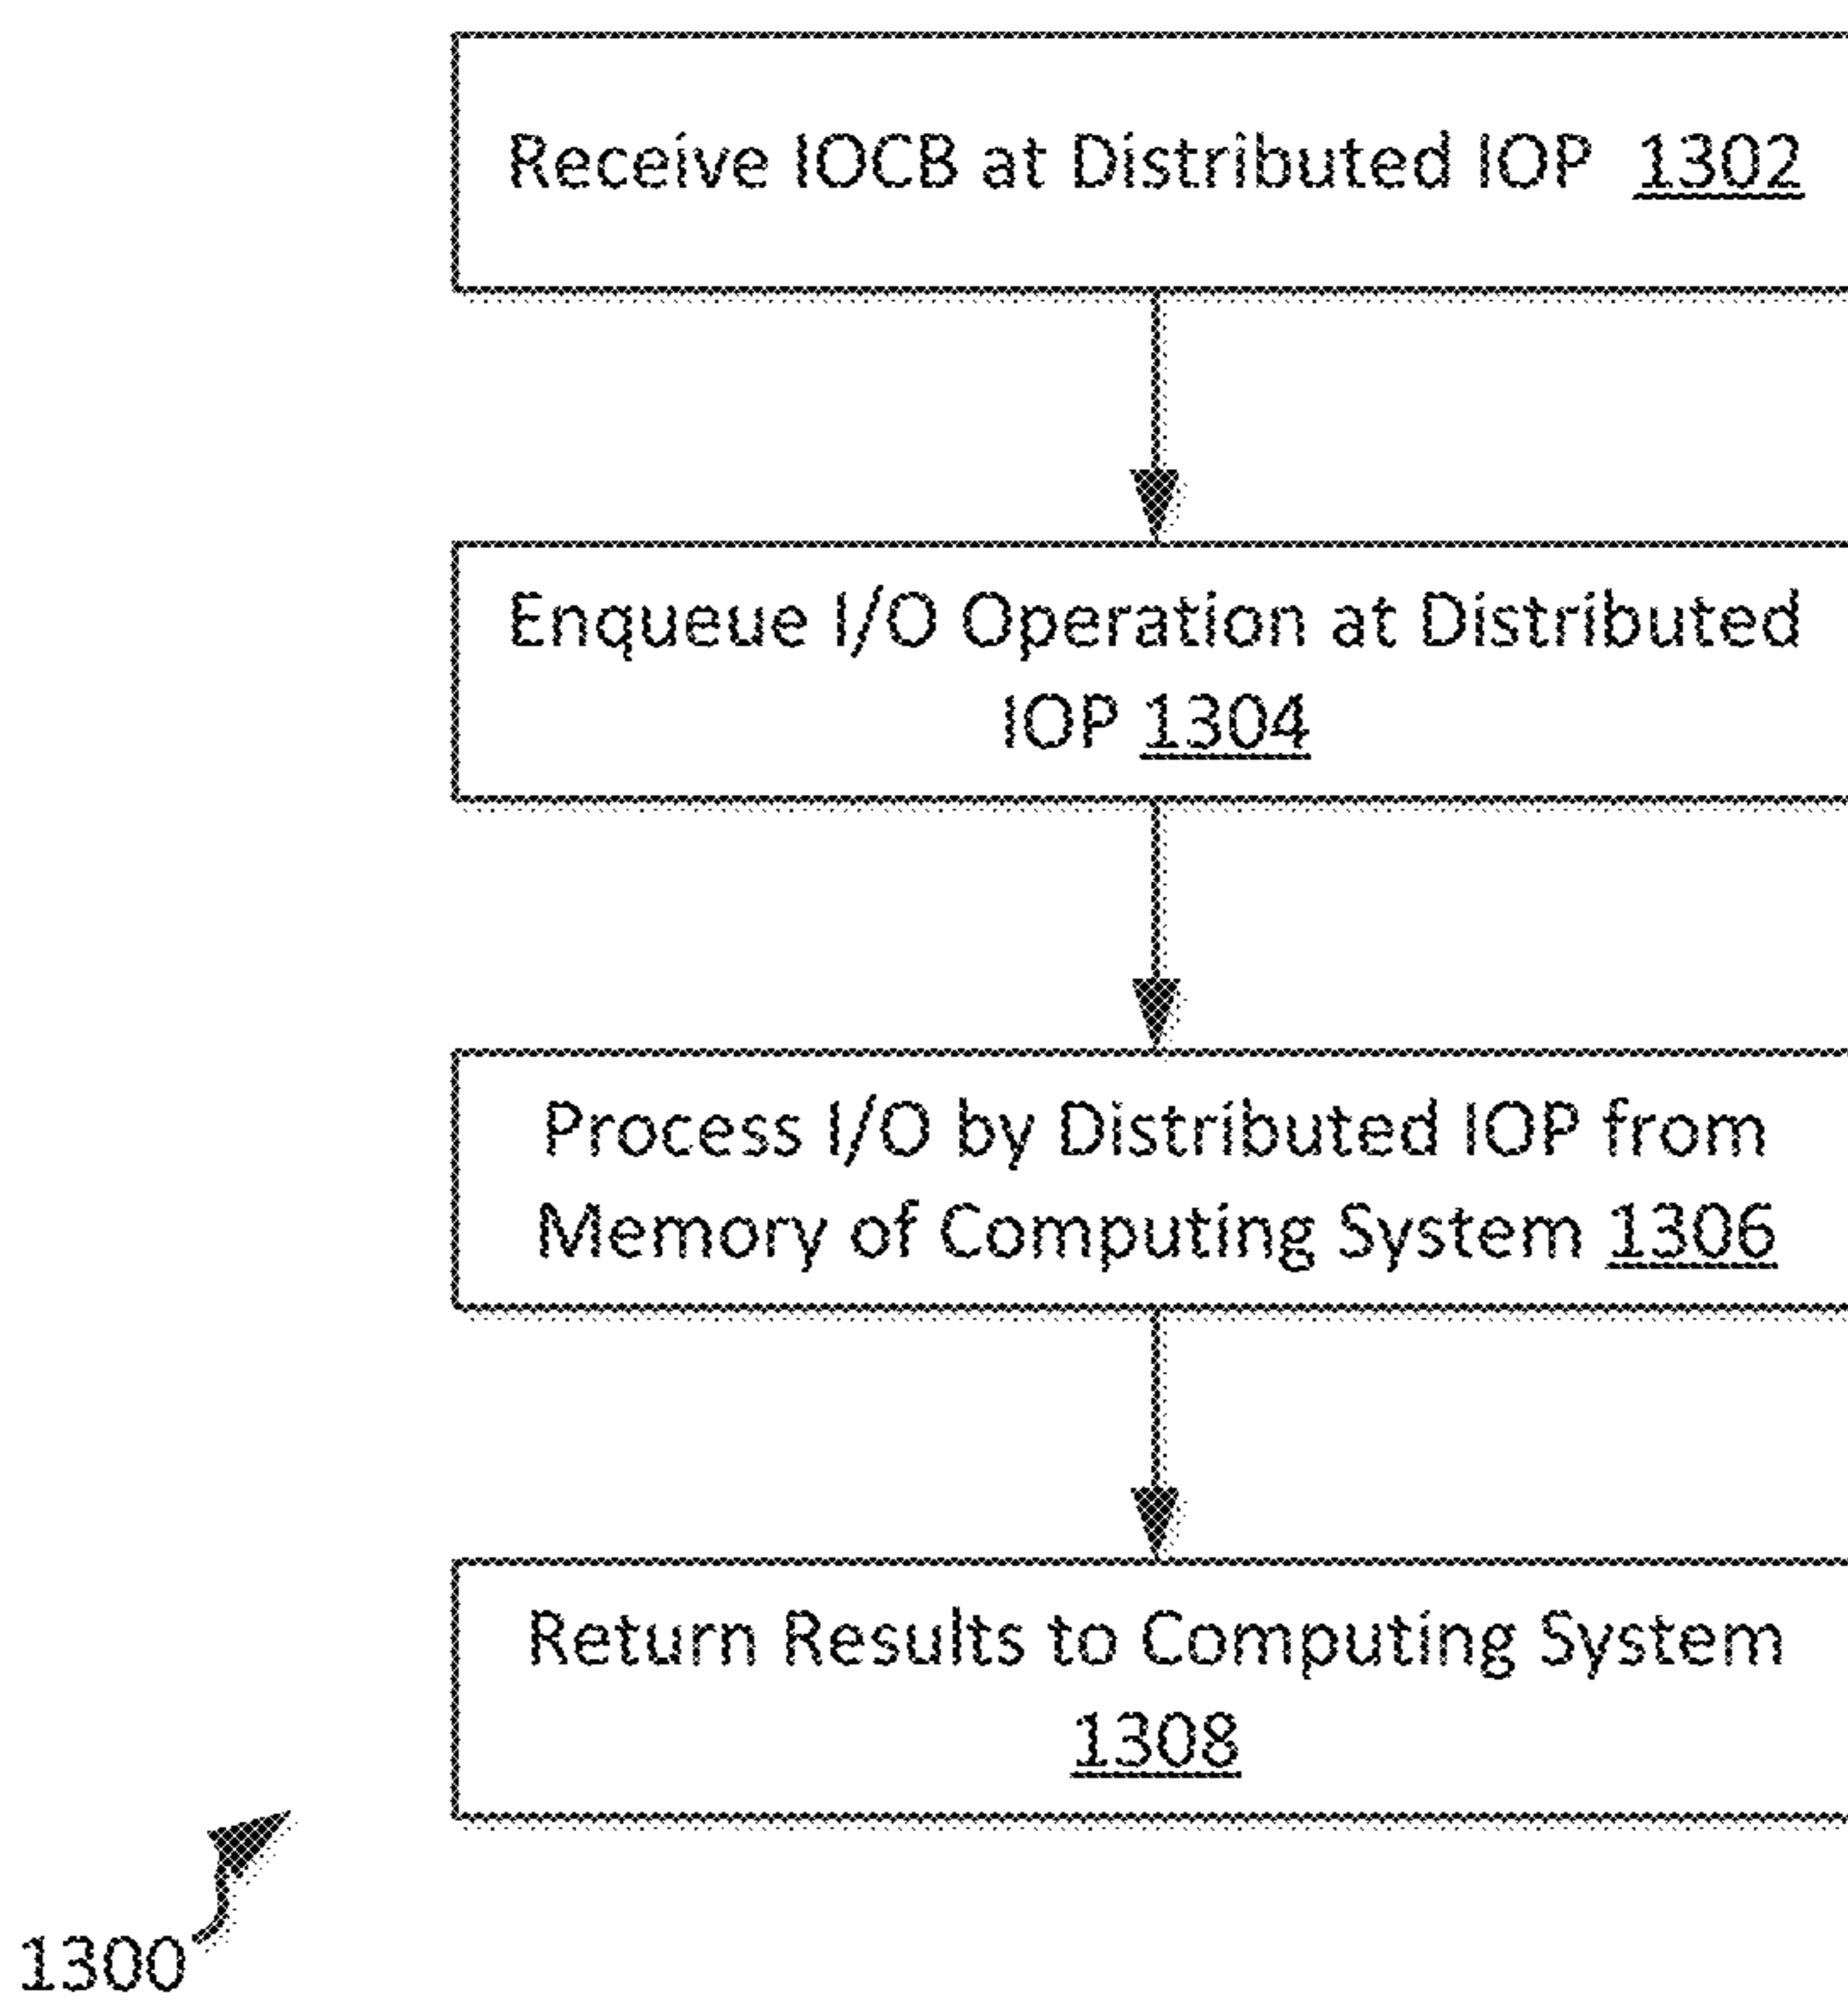 Receive IOCB at Distributed IOP 1302
Enqueue I/O Operation at Distributed
IOP 1304
Process I/O by Distributed IOP from
Memory of Computing System 1306
Return Results to Computing System
1308
1300